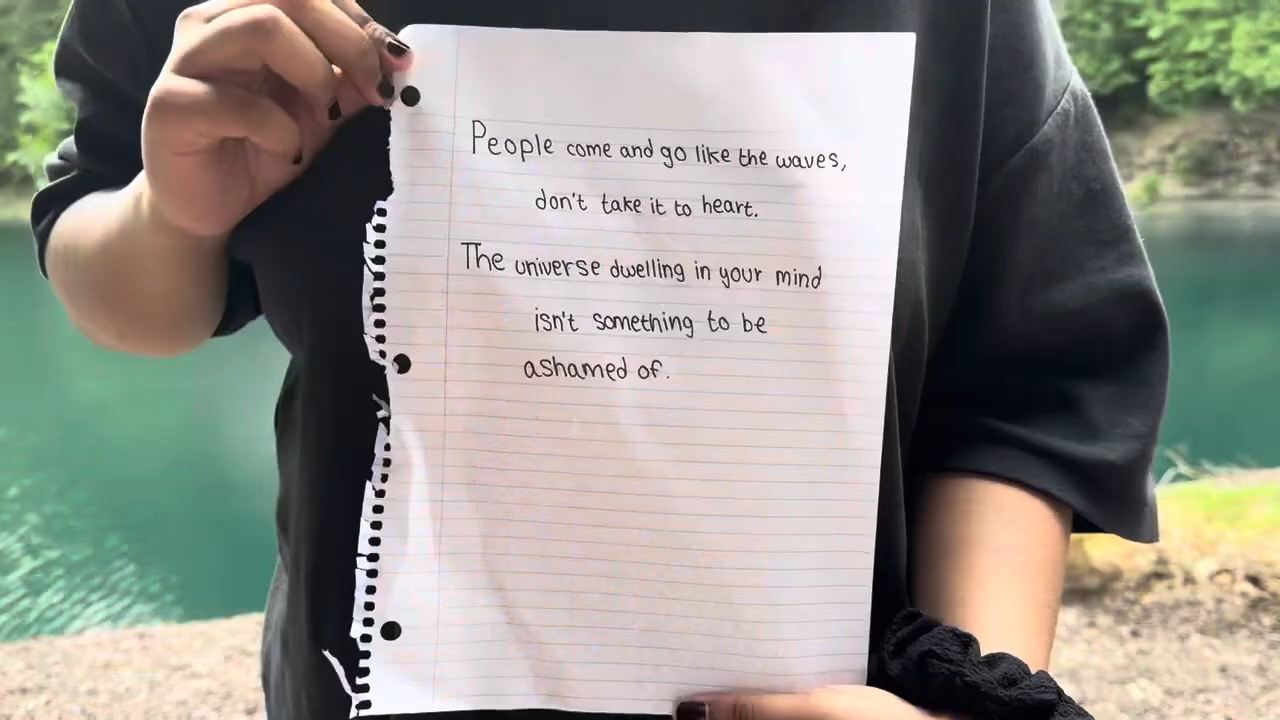 People come and go like the waves,
don't take it to heart.
The universe dwelling in your mind
isn't something to be
ashamed of.